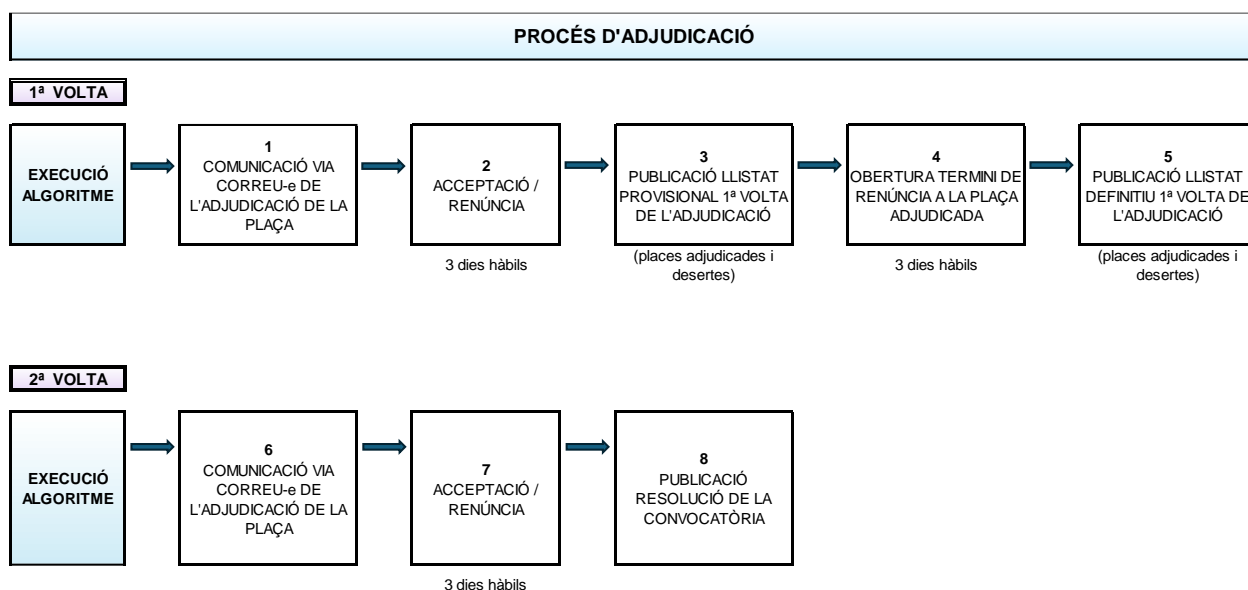 PROCÉS D'ADJUDICACIÓ
1ª VOLTA
EXECUCIÓ
ALGORITME
1
COMUNICACIÓ VIA
CORREU-e DE
L'ADJUDICACIÓ DE LA
PLAÇA
2
ACCEPTACIÓ /
RENÚNCIA
3 dies hàbils
3
PUBLICACIÓ LLISTAT
PROVISIONAL 1ª VOLTA
DE L'ADJUDICACIÓ
(places adjudicades i
desertes)
4
OBERTURA TERMINI DE
RENÚNCIA A LA PLAÇA
ADJUDICADA
3 dies hàbils
5
PUBLICACIÓ LLISTAT
DEFINITIU 1ª VOLTA DE
L'ADJUDICACIÓ
(places adjudicades i
desertes)
2ª VOLTA
EXECUCIÓ
ALGORITME
6
COMUNICACIÓ VIA
CORREU-e DE
L'ADJUDICACIÓ DE LA
PLAÇA
7
ACCEPTACIÓ /
RENÚNCIA
3 dies hàbils
8
PUBLICACIÓ
RESOLUCIÓ DE LA
CONVOCATÒRIA